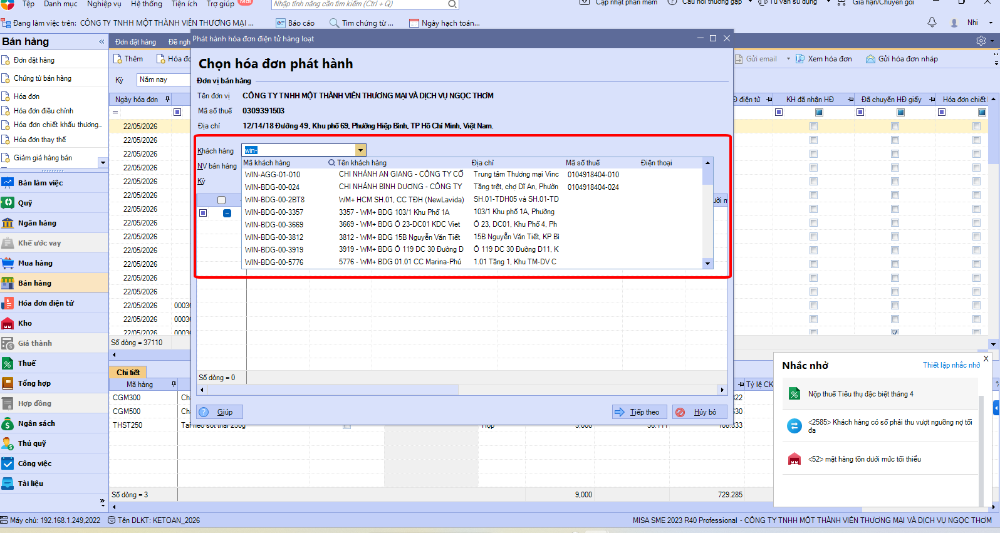 Tệp Danh mục Nghiệp vụ Hệ thống Tiện ích Trợ giúp Mới
Nhập tính năng cần tìm kiếm (Ctrl + Q)
Cập nhật phần mềm Câu hỏi thường gặp Tư vấn sử dụng Gia hạn/Chuyển gói
Đang làm việc trên: CÔNG TY TNHH MỘT THÀNH VIÊN THƯƠNG MẠI ... Báo cáo Tìm chứng từ ... Ngày hạch toán... Nhi
Bán hàng «
Đơn đặt hàng
Chứng từ bán hàng
Hóa đơn
Hóa đơn điều chỉnh
Hóa đơn chiết khấu thương...
Hóa đơn thay thế
Giảm giá hàng bán
Bàn làm việc
Quỹ
Ngân hàng
Khế ước vay
Mua hàng
Bán hàng
Hóa đơn điện tử
Kho
Giá thành
Thuế
Tổng hợp
Hợp đồng
Ngân sách
Thủ quỹ
Công việc
Tài liệu
»
Đơn đặt hàng Đề ngh
Thêm Hóa đơ
Gửi email Xem hóa đơn Gửi hóa đơn nháp
Kỳ Năm nay
Ngày hóa đơn
Đ điện tử KH đã nhận HĐ Đã chuyển HĐ giấy Hóa đơn chiết
=
22/05/2026
22/05/2026
22/05/2026
22/05/2026
22/05/2026
22/05/2026
22/05/2026
22/05/2026
22/05/2026
22/05/2026
22/05/2026
22/05/2026
22/05/2026
22/05/2026 0003
22/05/2026 0003
22/05/2026 0003
Số dòng = 37110
Phát hành hóa đơn điện tử hàng loạt
Chọn hóa đơn phát hành
Đơn vị bán hàng
Tên đơn vị CÔNG TY TNHH MỘT THÀNH VIÊN THƯƠNG MẠI VÀ DỊCH VỤ NGỌC THƠM
Mã số thuế 0309391503
Địa chỉ 12/14/18 Đường 49, Khu phố 69, Phường Hiệp Bình, TP Hồ Chí Minh, Việt Nam.
Khách hàng win-
NV bán hàng
Kỳ
Mã khách hàng Tên khách hàng Địa chỉ Mã số thuế Điện thoại
WIN-AGG-01-010 CHI NHÁNH AN GIANG - CÔNG TY CỔ Trung tâm Thương mại Vinc 0104918404-010
WIN-BDG-00-024 CHI NHÁNH BÌNH DƯƠNG - CÔNG TY Tầng trệt, chợ Dĩ An, Phườn 0104918404-024
WIN-BDG-00-2BT8 WM+ HCM SH.01, CC TĐH (NewLavida) SH.01-TDH05 và SH.01-TD
WIN-BDG-00-3357 3357 - WM+ BDG 103/1 Khu Phố 1A 103/1 Khu phố 1A, Phường
WIN-BDG-00-3669 3669 - WM+ BDG Ô 23-DC01 KDC Viet Ô 23, DC01, Khu Phố 4, Ph
WIN-BDG-00-3812 3812 - WM+ BDG 15B Nguyễn Văn Tiết 15B Nguyễn Văn Tiết, KP Bì
WIN-BDG-00-3919 3919 - WM+ BDG Ô 119 DC 30 Đường D Ô 119 DC 30 Đường D11, K
WIN-BDG-00-5776 5776 - WM+ BDG 01.01 CC Marina-Phú 1.01 Tầng 1, Khu TM-DV C
ười m
Số dòng = 0
Giúp Tiếp theo Hủy bỏ
Chi tiết
Mã hàng Tỷ lệ CK
CGM300 Ch 322
CGM500 Ch 630
THST250 Tai heo sốt thái 250g Hộp 3,000
Số dòng = 3 9,000 729.285
Nhắc nhở Thiết lập nhắc nhở X
Nộp thuế Tiêu thụ đặc biệt tháng 4
<2585> Khách hàng có số phải thu vượt ngưỡng nợ tối
đa
<52> mặt hàng tồn dưới mức tối thiểu
Máy chủ: 192.168.1.249,2022 Tên DLKT: KETOAN_2026 MISA SME 2023 R40 Professional - CÔNG TY TNHH MỘT THÀNH VIÊN THƯƠNG MẠI VÀ DỊCH VỤ NGỌC THƠM